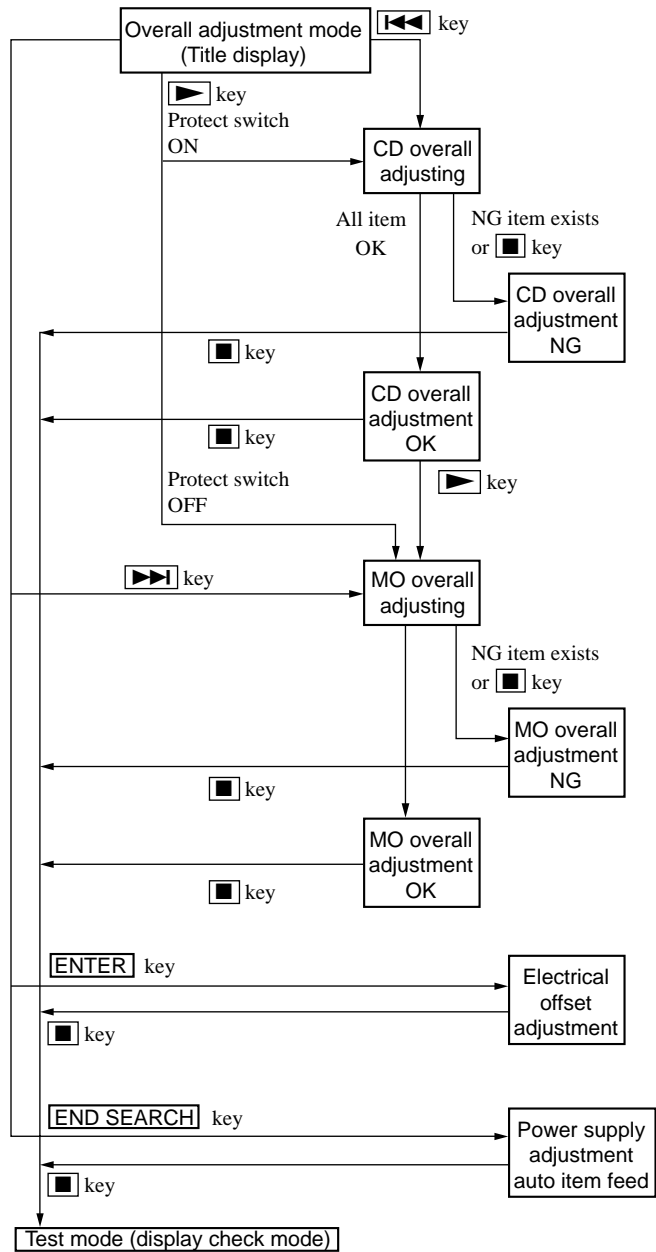 Overall adjustment mode
(Title display)
key
key
Protect switch
ON
CD overall
adjusting
All item
OK
NG item exists
or key
CD overall
adjustment
NG
key
CD overall
adjustment
OK
key
key
Protect switch
OFF
key
MO overall
adjusting
NG item exists
or key
MO overall
adjustment
NG
key
MO overall
adjustment
OK
key
ENTER key
Electrical
offset
adjustment
key
END SEARCH key
Power supply
adjustment
auto item feed
key
Test mode (display check mode)